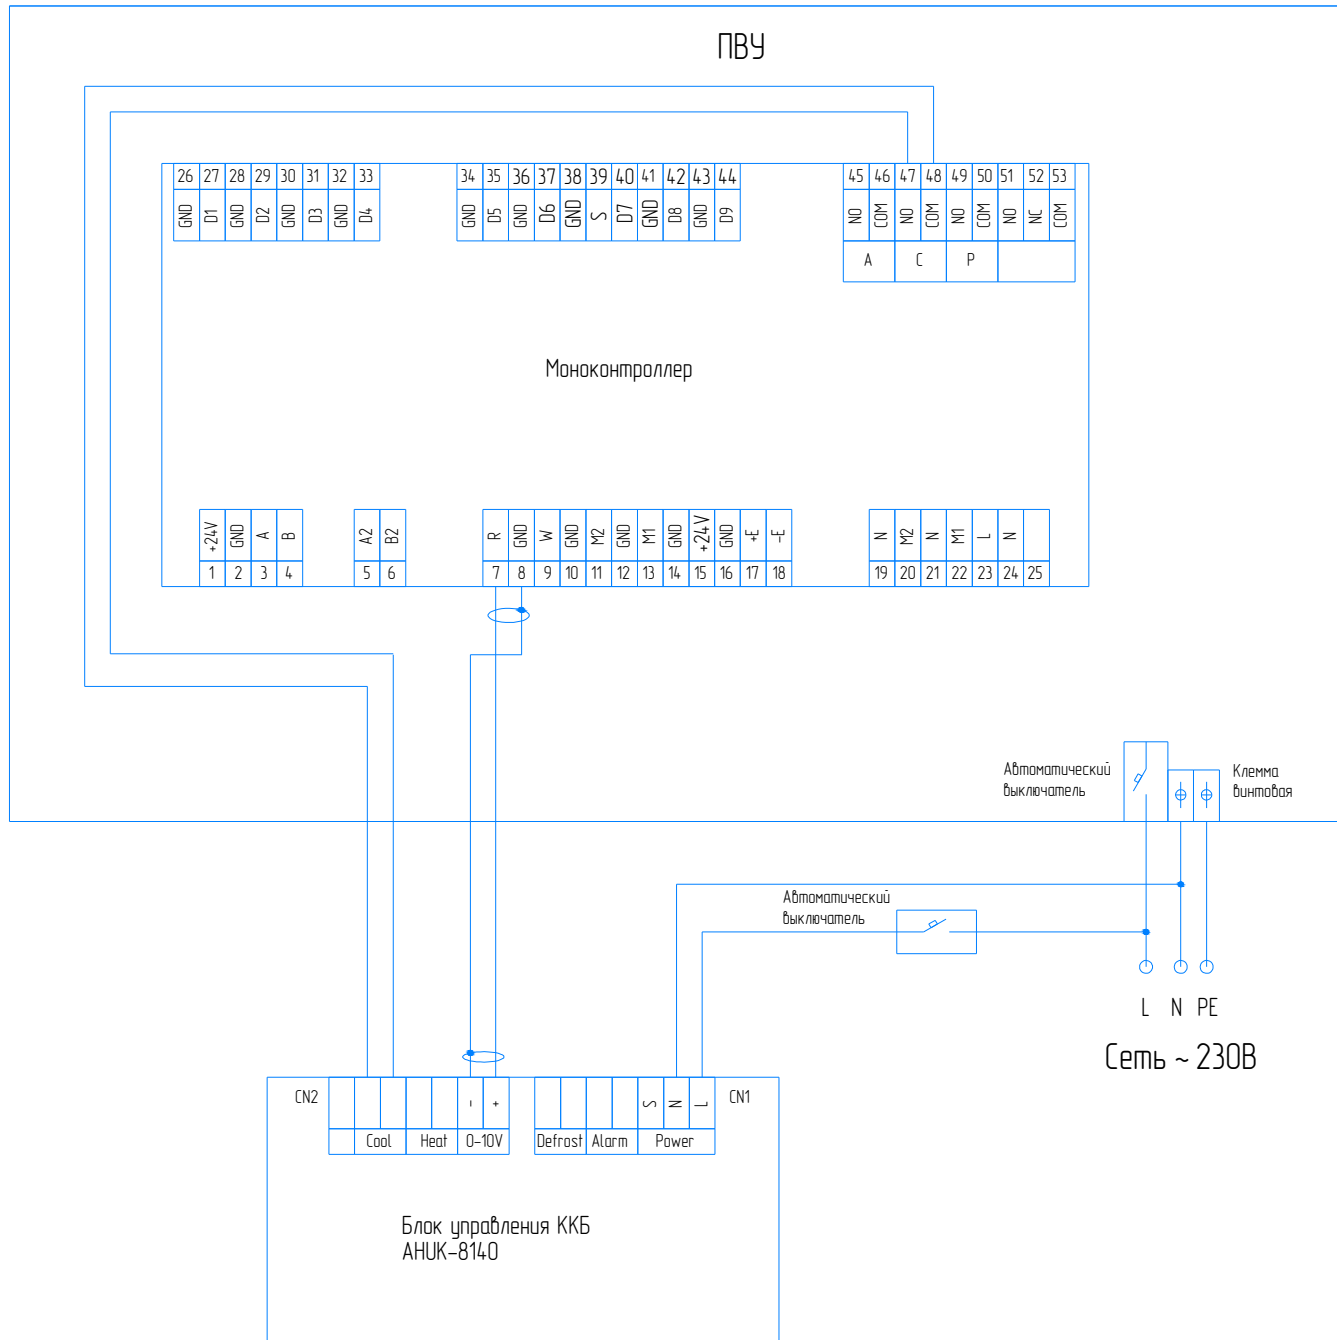 ПВУ
26 27 28 29 30 31 32 33 34 35 36 37 38 39 40 41 42 43 44 45 46 47 48 49 50 51 52 53
GND D1 GND D2 GND D3 GND D4 GND D5 GND D6 GND S D7 GND D8 GND D9 NO COM NO COM NO COM NO NC COM
A C P
Моноконтроллер
+24V GND A B A2 B2 R GND W GND M2 GND M1 GND +24V GND +E -E N M2 N M1 L N
1 2 3 4 5 6 7 8 9 10 11 12 13 14 15 16 17 18 19 20 21 22 23 24 25
Автоматический
выключатель
Клемма
винтовая
Автоматический
выключатель
L N PE
Сеть ~ 230В
CN2 - + S N L CN1
Cool Heat 0-10V Defrost Alarm Power
Блок управления ККБ
AHUK-8140